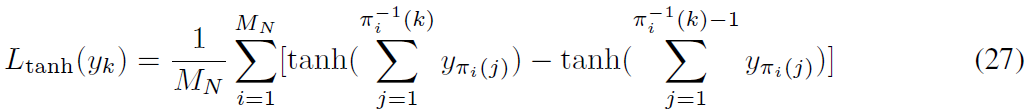 L_{\tanh}(y_k) = \frac{1}{M_N} \sum_{i=1}^{M_N} [\tanh(\sum_{j=1}^{\pi_i^{-1}(k)} y_{\pi_i(j)}) - \tanh(\sum_{j=1}^{\pi_i^{-1}(k)-1} y_{\pi_i(j)})] (27)